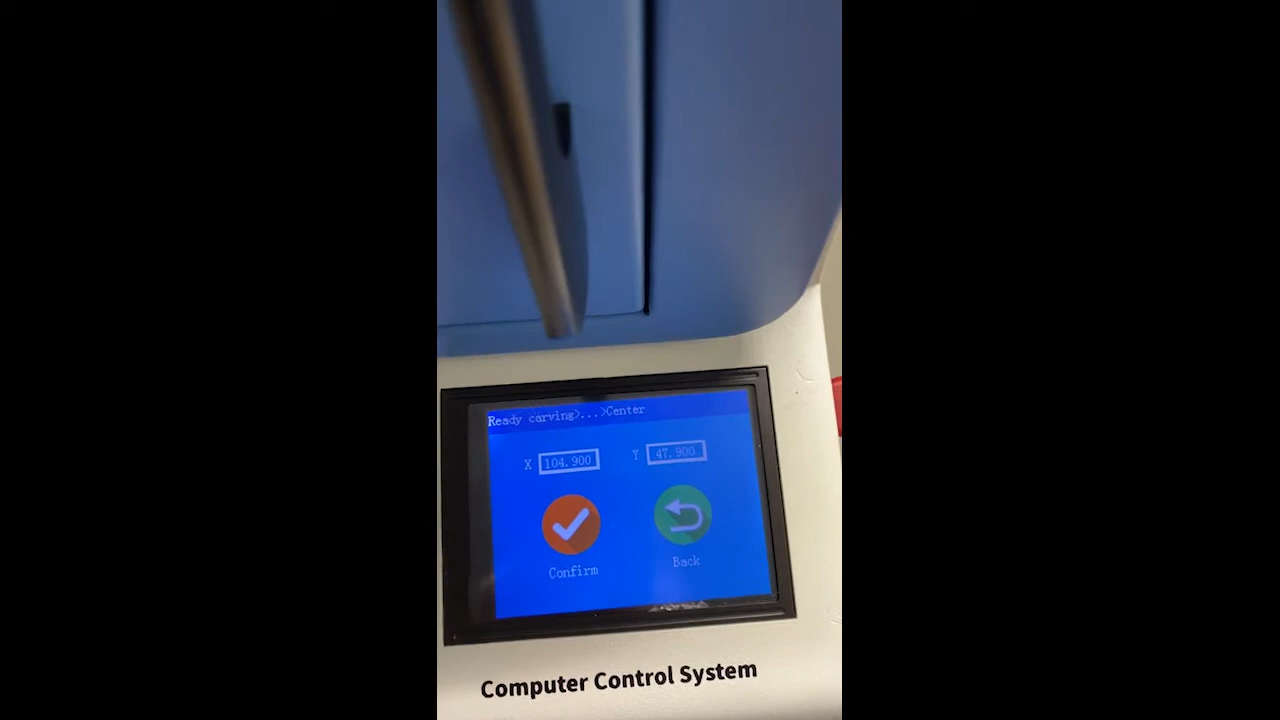 Ready carving>...>Center
X 104.900 Y 47.900
Confirm Back
Computer Control System